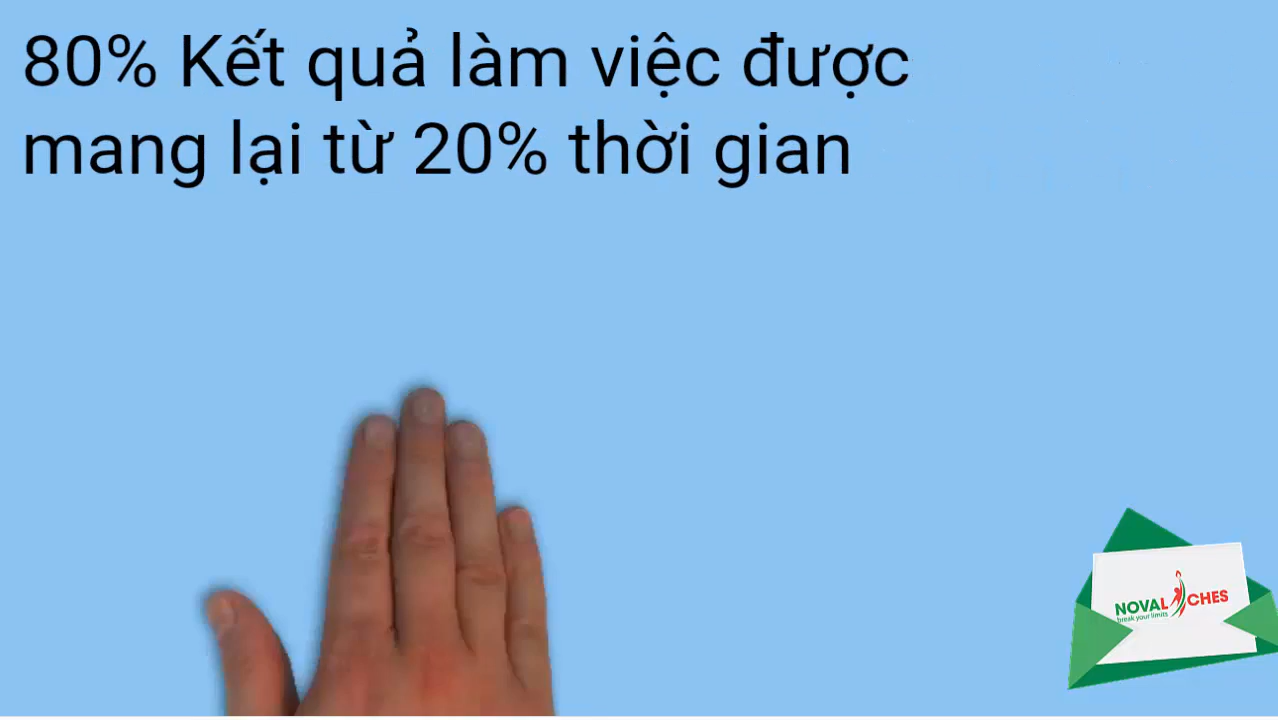 80% Kết quả làm việc được
mang lại từ 20% thời gian
NOVAL CHES
break your limits